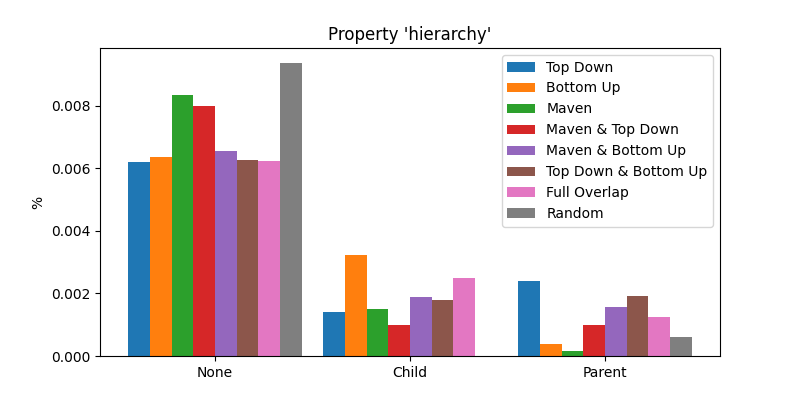 Property 'hierarchy'
%
0.008
0.006
0.004
0.002
0.000
None
Child
Parent
Top Down
Bottom Up
Maven
Maven & Top Down
Maven & Bottom Up
Top Down & Bottom Up
Full Overlap
Random